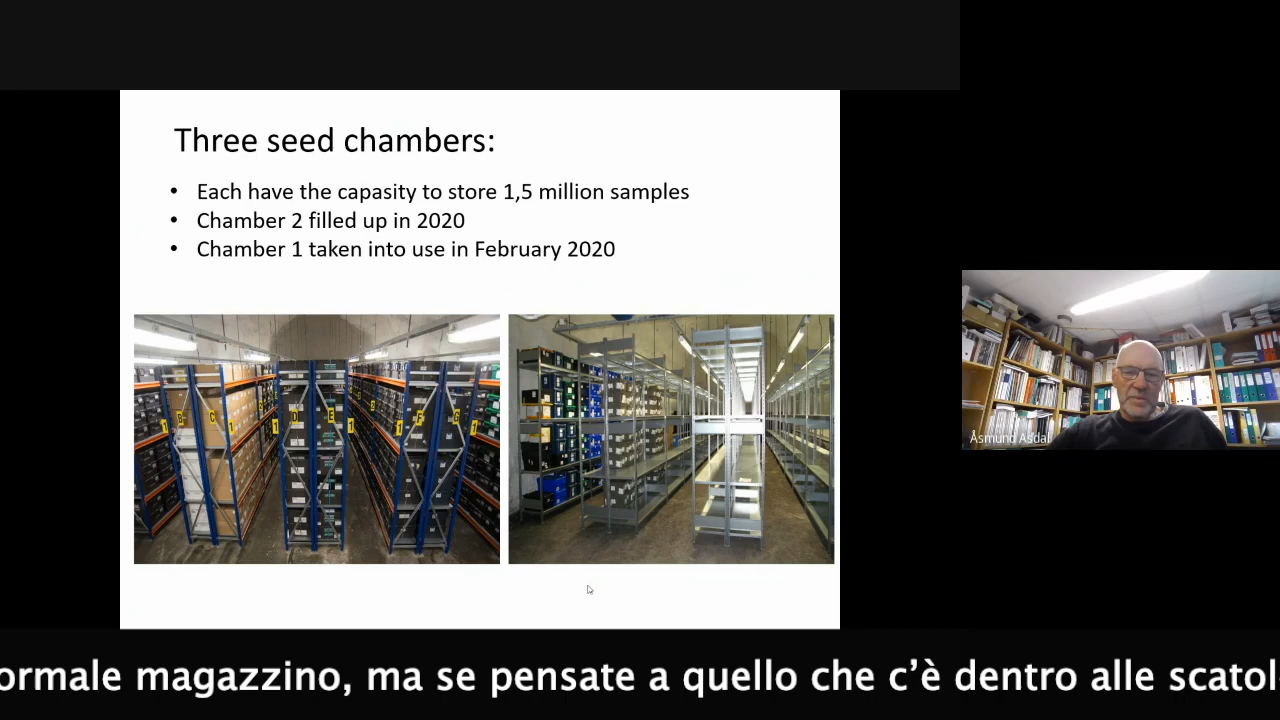 Three seed chambers:
• Each have the capasity to store 1,5 million samples
• Chamber 2 filled up in 2020
• Chamber 1 taken into use in February 2020
C
D
E
F
G
Åsmund Asdal
ormale magazzino, ma se pensate a quello che c’è dentro alle scatol